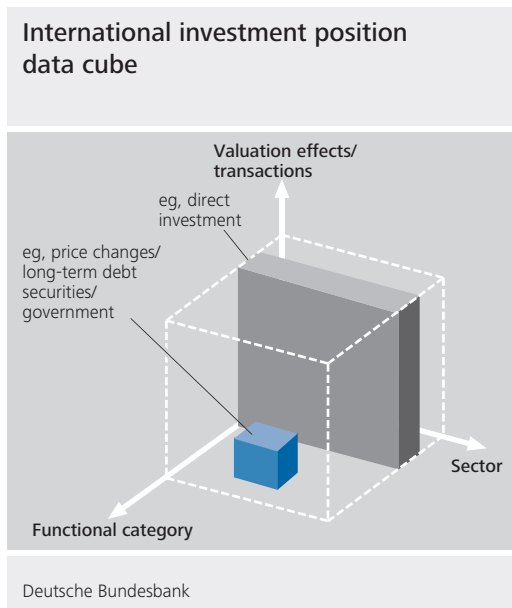 International investment position
data cube
Valuation effects/
transactions
eg, direct
investment
eg, price changes/
long-term debt
securities/
government
Sector
Functional category
Deutsche Bundesbank